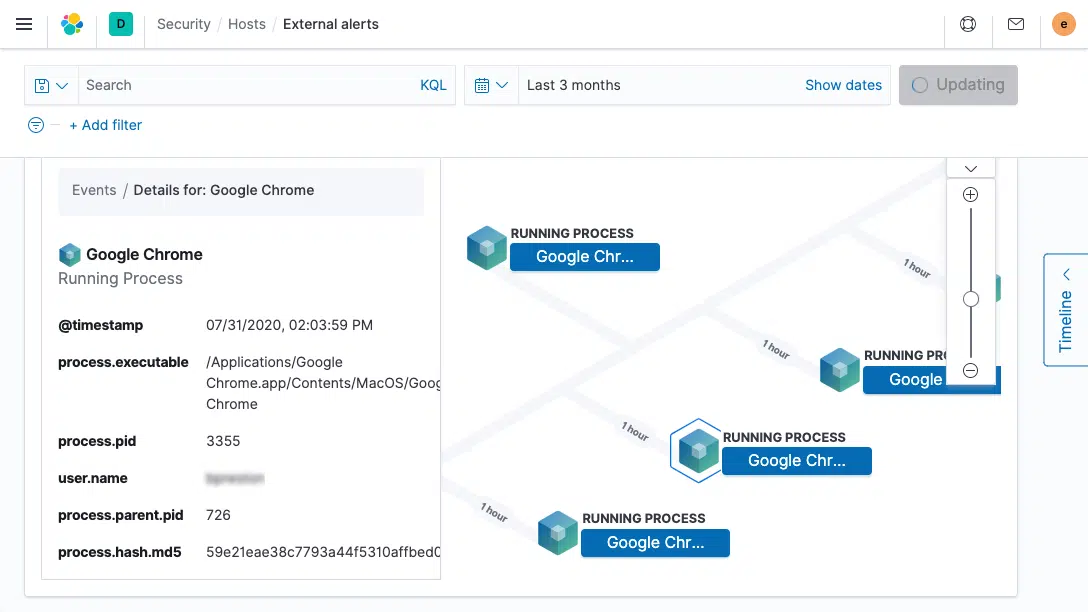 D
Security / Hosts / External alerts
e
Search
KQL
Last 3 months
Show dates
Updating
+ Add filter
Events / Details for: Google Chrome
Google Chrome
Running Process
@timestamp
07/31/2020, 02:03:59 PM
process.executable
/Applications/Google
Chrome.app/Contents/MacOS/Goog
Chrome
process.pid
3355
user.name
process.parent.pid
726
process.hash.md5
59e21eae38c7793a44f5310affbed0
RUNNING PROCESS
Google Chr...
1 hour
1 hour
RUNNING PRO
Google
1 hour
RUNNING PROCESS
Google Chr...
1 hour
RUNNING PROCESS
Google Chr...
Timeline